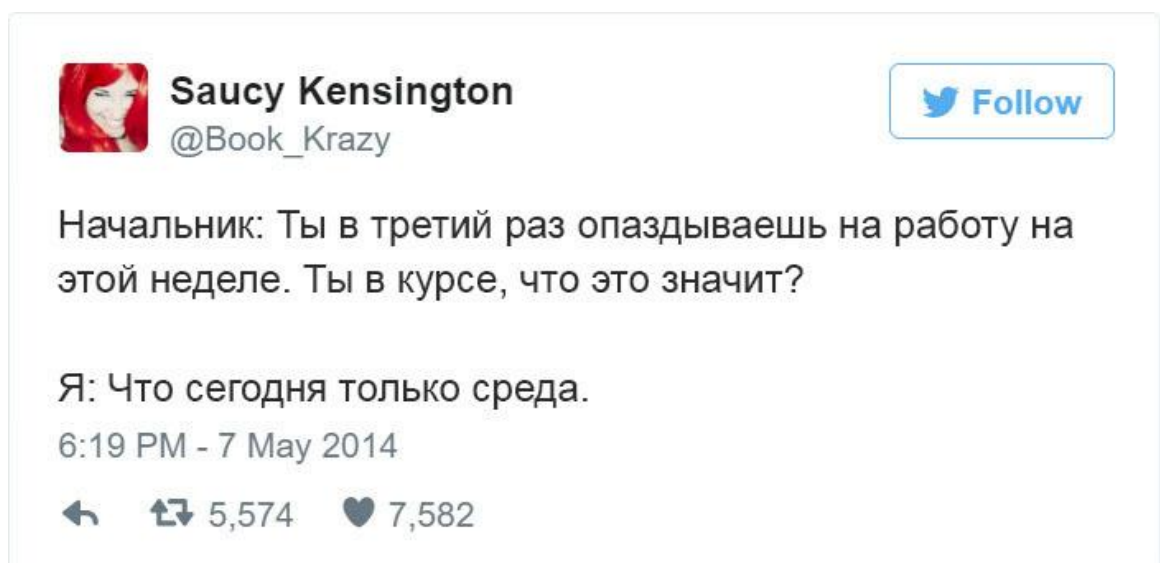 Saucy Kensington
@Book_Krazy
Follow
Начальник: Ты в третий раз опаздываешь на работу на
этой неделе. Ты в курсе, что это значит?
Я: Что сегодня только среда.
6:19 PM - 7 May 2014
5,574 7,582